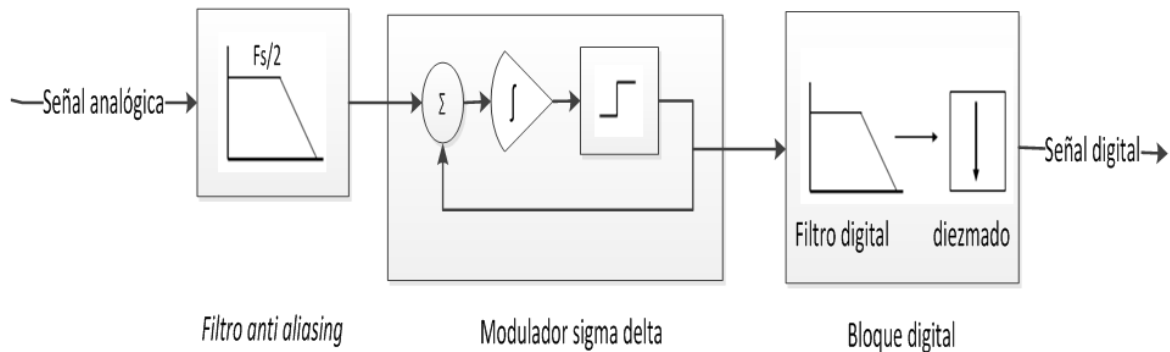 Fs/2
Señal analógica
Σ
∫
Señal digital
Filtro digital
diezmado
Filtro anti aliasing
Modulador sigma delta
Bloque digital